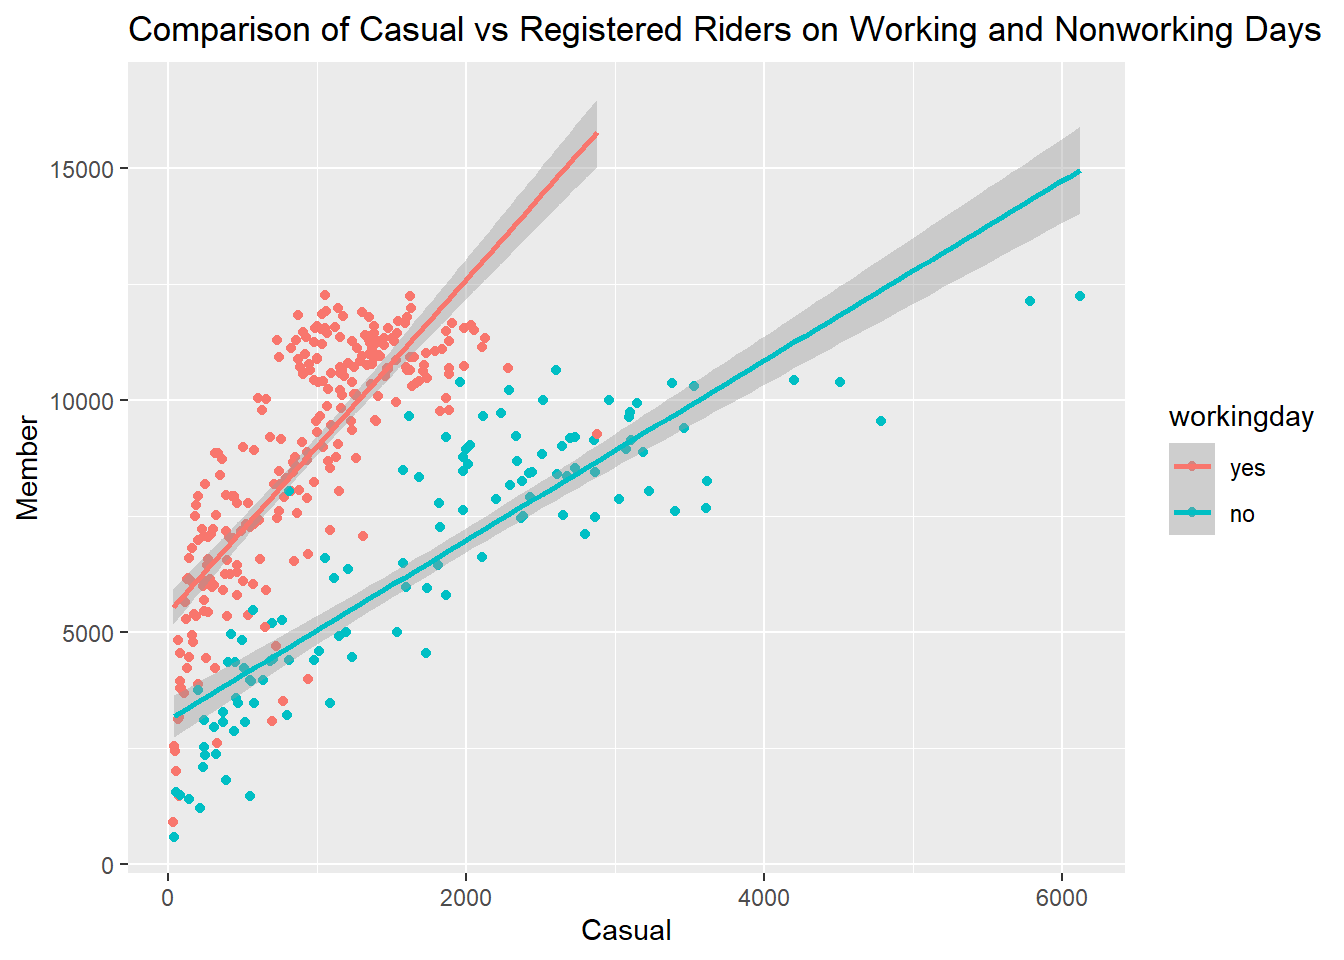 Comparison of Casual vs Registered Riders on Working and Nonworking Days
15000
10000
5000
0
Member
0 2000 4000 6000
Casual
workingday
yes
no